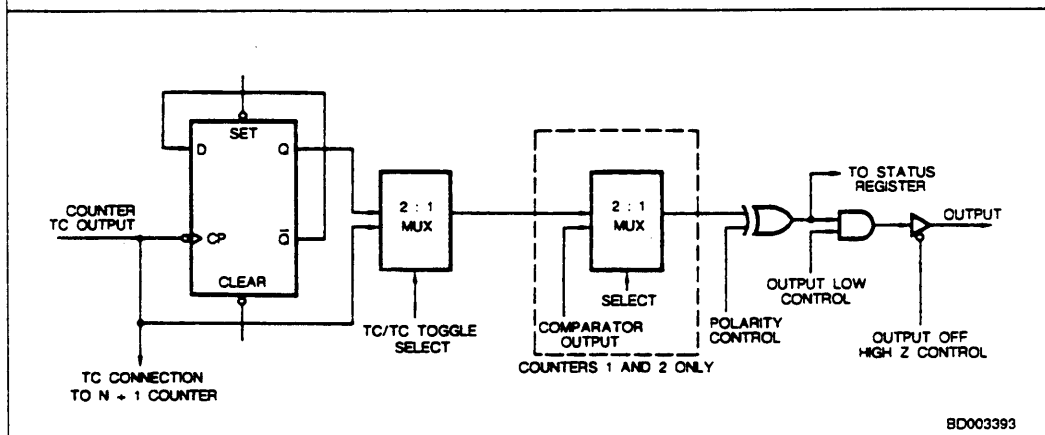 SET
D
Q
COUNTER
TC OUTPUT
CP
Q̅
CLEAR
2 : 1
MUX
TC/TC TOGGLE
SELECT
TC CONNECTION
TO N + 1 COUNTER
2 : 1
MUX
SELECT
COMPARATOR
OUTPUT
COUNTERS 1 AND 2 ONLY
POLARITY
CONTROL
TO STATUS
REGISTER
OUTPUT
OUTPUT LOW
CONTROL
OUTPUT OFF
HIGH Z CONTROL
BD003393